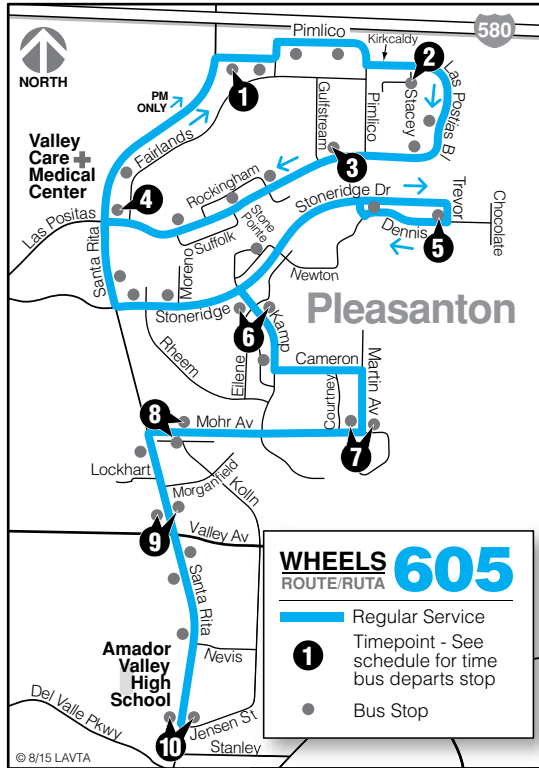 Pimlico
Kirkcaldy
580
NORTH
2
Las Positas Bl
1
PM
ONLY
Fairlands
Gulfstream
Pimlico
Stacey
Valley
Care
Medical
Center
3
4
Rockingham
Stoneridge Dr
Trevor
Chocolate
Las Positas
Suffolk
Stone
Pointe
Dennis
5
Santa Rita
Moreno
Newton
Pleasanton
Stoneridge
6
Kamp
Rheem
Eilene
Cameron
Courtney
Martin Av
8
Mohr Av
7
Lockhart
Morganfield
Kolln
9
Valley Av
WHEELS
ROUTE/RUTA
605
Regular Service
1
Timepoint - See
schedule for time
bus departs stop
Bus Stop
Santa Rita
Nevis
Amador
Valley
High
School
Del Valle Pkwy
10
Jensen St
Stanley
© 8/15 LAVTA